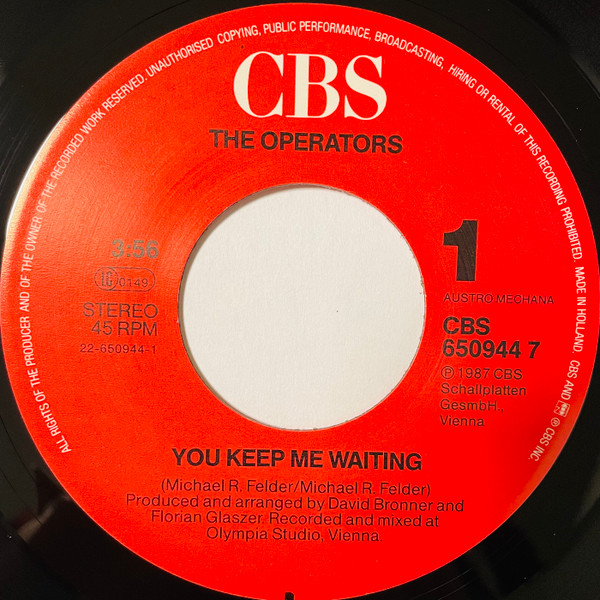 ALL RIGHTS OF THE PRODUCER AND OF THE OWNER OF THE RECORDED WORK RESERVED. UNAUTHORISED COPYING, PUBLIC PERFORMANCE, BROADCASTING, HIRING OR RENTAL OF THIS RECORDING PROHIBITED. MADE IN HOLLAND. CBS AND ℗ CBS INC.
CBS
THE OPERATORS
3:56
1
IC 0149
STEREO
45 RPM
22-650944-1
AUSTRO MECHANA
CBS
650944 7
℗ 1987 CBS
Schallplatten
GesmbH.,
Vienna
YOU KEEP ME WAITING
(Michael R. Felder/Michael R. Felder)
Produced and arranged by David Bronner and
Florian Glaszer. Recorded and mixed at
Olympia Studio, Vienna.